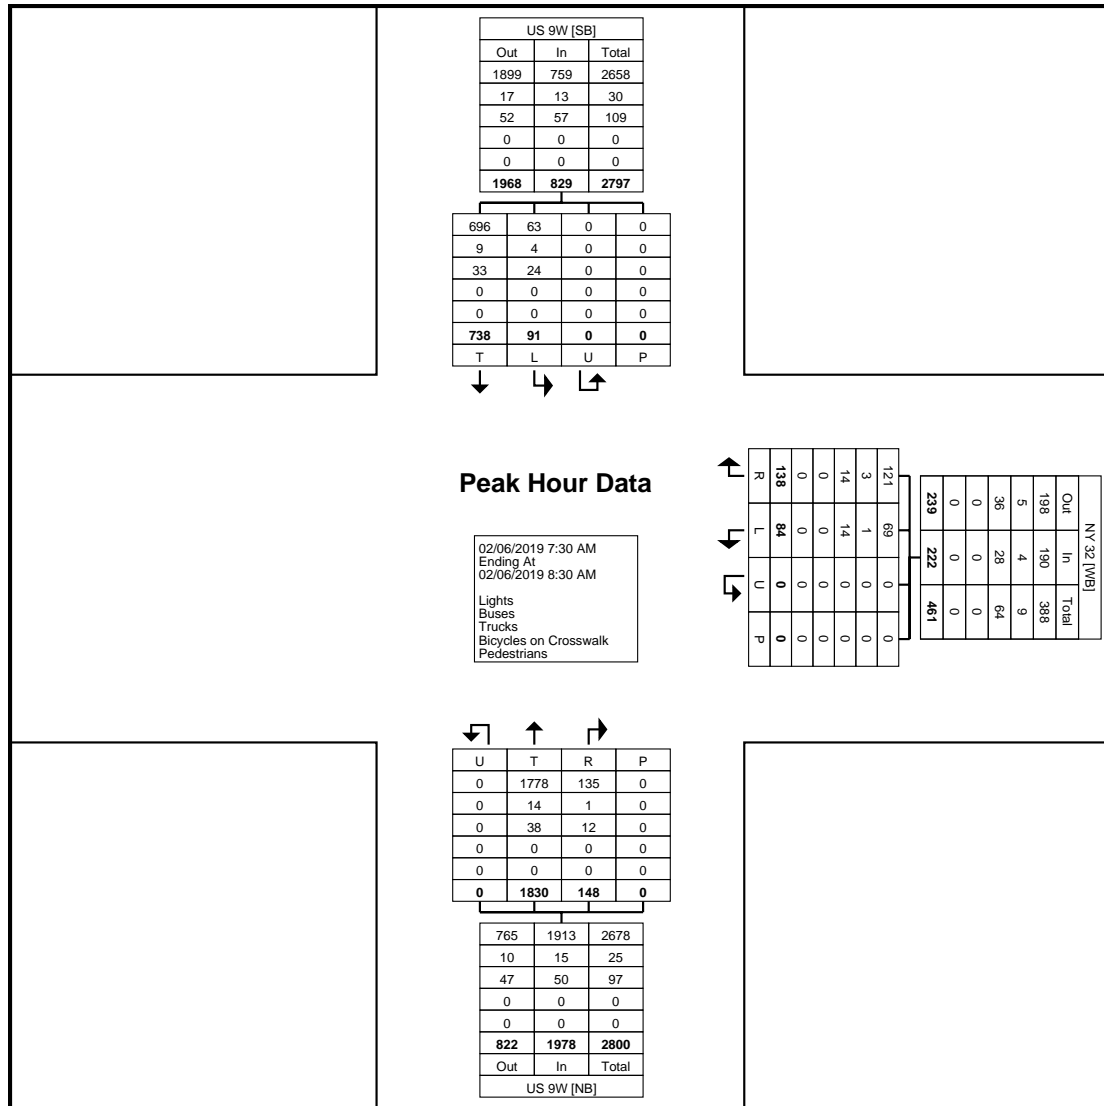 US 9W [SB]
Out In Total
1899 759 2658
17 13 30
52 57 109
0 0 0
0 0 0
1968 829 2797
696 63 0 0
9 4 0 0
33 24 0 0
0 0 0 0
0 0 0 0
738 91 0 0
T L U P
Peak Hour Data
02/06/2019 7:30 AM
Ending At
02/06/2019 8:30 AM
Lights
Buses
Trucks
Bicycles on Crosswalk
Pedestrians
NY 32 [WB]
Out In Total
198 190 388
5 4 9
36 28 64
0 0 0
0 0 0
239 222 461
121 69 0 0
3 1 0 0
14 14 0 0
0 0 0 0
0 0 0 0
138 84 0 0
R L U P
U T R P
0 1778 135 0
0 14 1 0
0 38 12 0
0 0 0 0
0 0 0 0
0 1830 148 0
765 1913 2678
10 15 25
47 50 97
0 0 0
0 0 0
822 1978 2800
Out In Total
US 9W [NB]